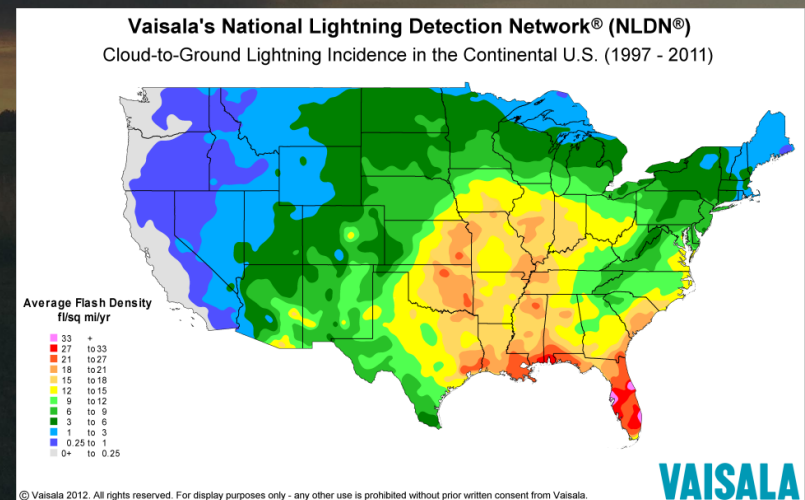 Vaisala's National Lightning Detection Network® (NLDN®)
Cloud-to-Ground Lightning Incidence in the Continental U.S. (1997 - 2011)
Average Flash Density
fl/sq mi/yr
33 +
27 to 33
21 to 27
18 to 21
15 to 18
12 to 15
9 to 12
6 to 9
3 to 6
1 to 3
0.25 to 1
0+ to 0.25
© Vaisala 2012. All rights reserved. For display purposes only - any other use is prohibited without prior written consent from Vaisala.
VAISALA